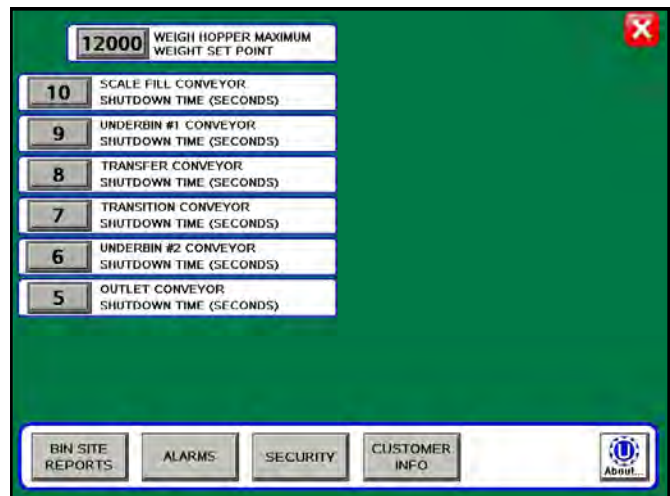 12000 WEIGH HOPPER MAXIMUM
WEIGHT SET POINT
10 SCALE FILL CONVEYOR
SHUTDOWN TIME (SECONDS)
9 UNDERBIN #1 CONVEYOR
SHUTDOWN TIME (SECONDS)
8 TRANSFER CONVEYOR
SHUTDOWN TIME (SECONDS)
7 TRANSITION CONVEYOR
SHUTDOWN TIME (SECONDS)
6 UNDERBIN #2 CONVEYOR
SHUTDOWN TIME (SECONDS)
5 OUTLET CONVEYOR
SHUTDOWN TIME (SECONDS)
BIN SITE
REPORTS
ALARMS
SECURITY
CUSTOMER
INFO
U
About...